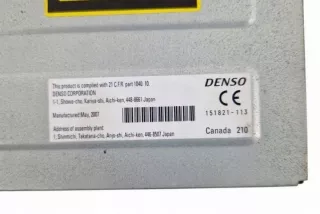 This product is complied with 21 C.F.R. part 1040. 10.
DENSO CORPORATION
1-1, Showa-cho, Kariya-shi, Aichi-ken, 448-8661 Japan
Manufactured: May, 2007
Address of assembly plant:
1, Shinmichi, Takatana-cho, Anjo-shi, Aichi-ken, 446-8507 Japan
DENSO
CE
151821-113
Canada 210